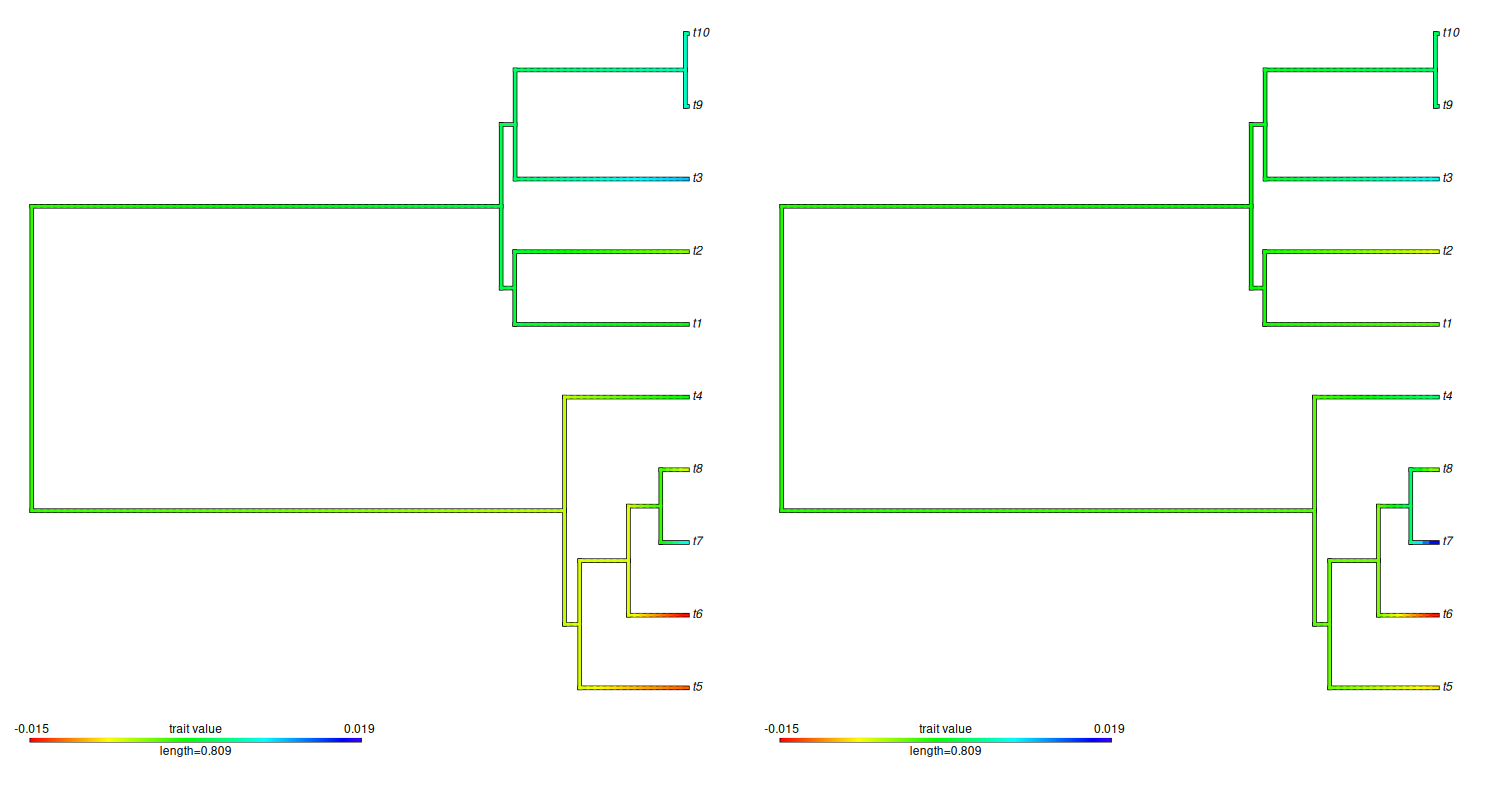 t10
t9
t3
t2
t1
t4
t8
t7
t6
t5
-0.015 trait value 0.019
length=0.809
t10
t9
t3
t2
t1
t4
t8
t7
t6
t5
-0.015 trait value 0.019
length=0.809